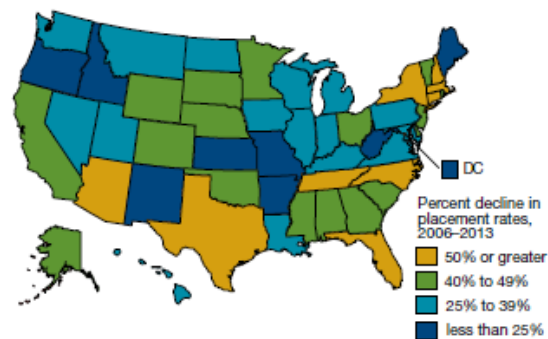 DC
Percent decline in
placement rates,
2006–2013
50% or greater
40% to 49%
25% to 39%
less than 25%